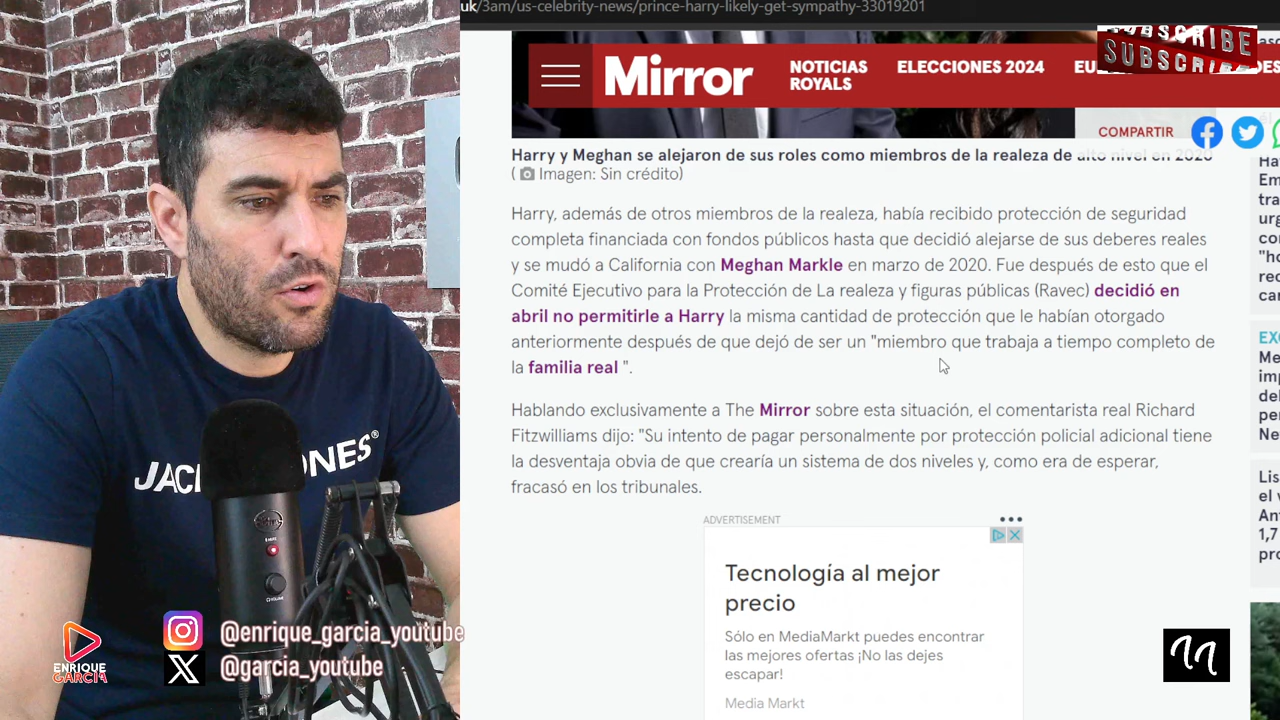 uk/3am/us-celebrity-news/prince-harry-likely-get-sympathy-33019201
SUBSCRIBE
SUBSCRIBE
Mirror
NOTICIAS
ROYALS
ELECCIONES 2024
COMPARTIR
Harry y Meghan se alejaron de sus roles como miembros de la realeza de alto nivel en 2020
( Imagen: Sin crédito)
Harry, además de otros miembros de la realeza, había recibido protección de seguridad
completa financiada con fondos públicos hasta que decidió alejarse de sus deberes reales
y se mudó a California con Meghan Markle en marzo de 2020. Fue después de esto que el
Comité Ejecutivo para la Protección de La realeza y figuras públicas (Ravec) decidió en
abril no permitirle a Harry la misma cantidad de protección que le habían otorgado
anteriormente después de que dejó de ser un "miembro que trabaja a tiempo completo de
la familia real ".
Hablando exclusivamente a The Mirror sobre esta situación, el comentarista real Richard
Fitzwilliams dijo: "Su intento de pagar personalmente por protección policial adicional tiene
la desventaja obvia de que crearía un sistema de dos niveles y, como era de esperar,
fracasó en los tribunales.
ADVERTISEMENT
Tecnología al mejor
precio
Sólo en MediaMarkt puedes encontrar
las mejores ofertas ¡No las dejes
escapar!
Media Markt
@enrique_garcia_youtube
@garcia_youtube
ENRIQUE
GARCIA